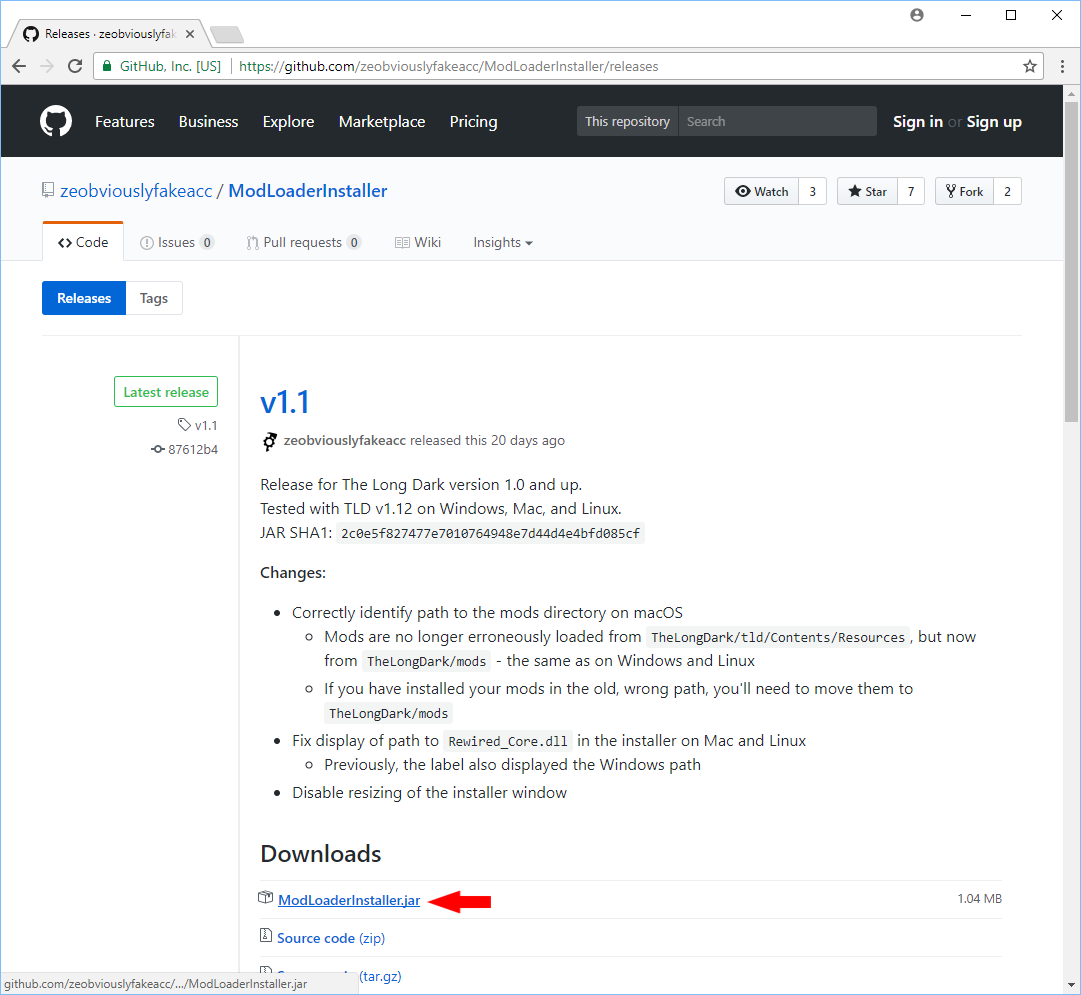 Releases · zeobviouslyfak
GitHub, Inc. [US] https://github.com/zeobviouslyfakeacc/ModLoaderInstaller/releases
Features Business Explore Marketplace Pricing This repository Search Sign in or Sign up
zeobviouslyfakeacc / ModLoaderInstaller Watch 3 Star 7 Fork 2
Code Issues 0 Pull requests 0 Wiki Insights
Releases Tags
Latest release
v1.1
87612b4
v1.1
zeobviouslyfakeacc released this 20 days ago
Release for The Long Dark version 1.0 and up.
Tested with TLD v1.12 on Windows, Mac, and Linux.
JAR SHA1: 2c0e5f827477e7010764948e7d44d4e4bfd085cf
Changes:
• Correctly identify path to the mods directory on macOS
◦ Mods are no longer erroneously loaded from TheLongDark/tld/Contents/Resources , but now
from TheLongDark/mods - the same as on Windows and Linux
◦ If you have installed your mods in the old, wrong path, you'll need to move them to
TheLongDark/mods
• Fix display of path to Rewired_Core.dll in the installer on Mac and Linux
◦ Previously, the label also displayed the Windows path
• Disable resizing of the installer window
Downloads
ModLoaderInstaller.jar 1.04 MB
Source code (zip)
(tar.gz)
github.com/zeobviouslyfakeacc/.../ModLoaderInstaller.jar